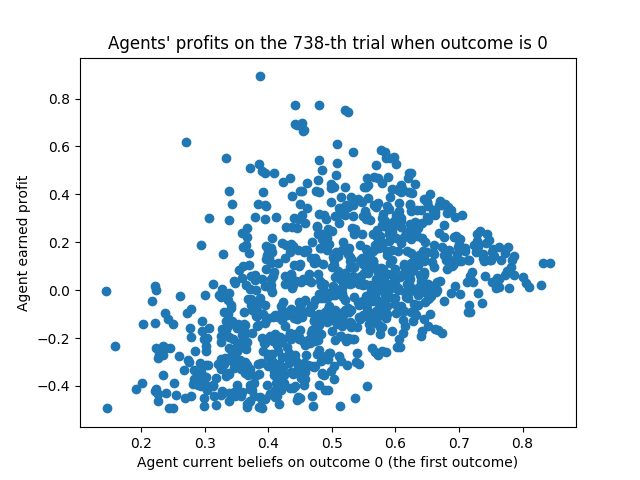 Agents' profits on the 738-th trial when outcome is 0
Agent earned profit
0.8
0.6
0.4
0.2
0.0
−0.2
−0.4
0.2 0.3 0.4 0.5 0.6 0.7 0.8
Agent current beliefs on outcome 0 (the first outcome)